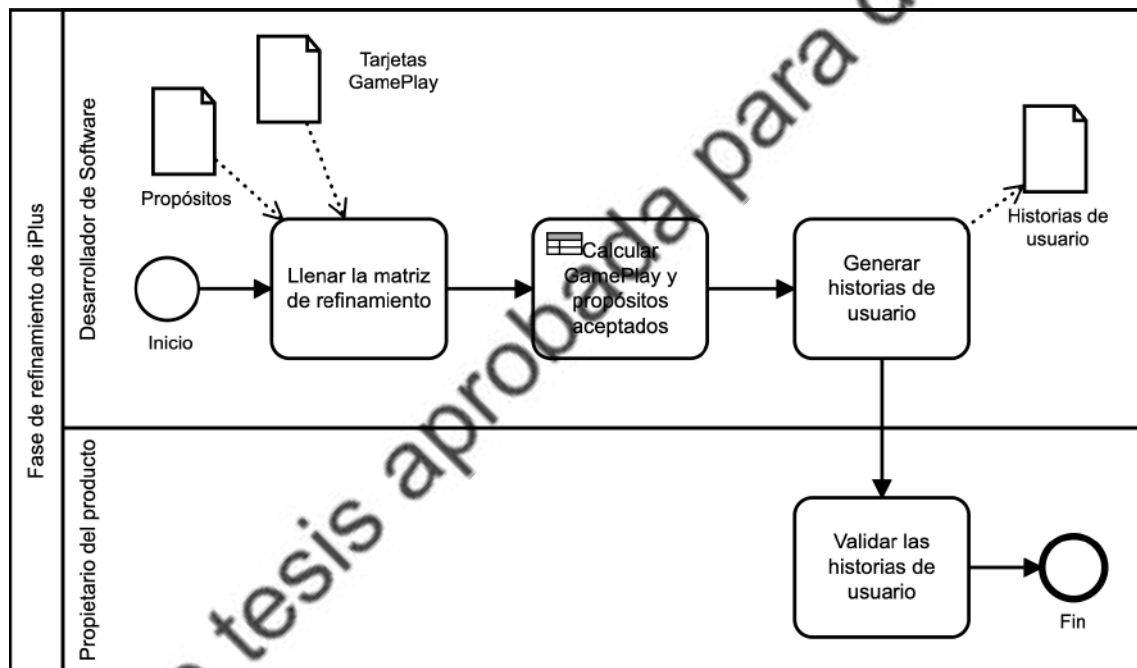 Fase de refinamiento de iPlus
Desarrollador de Software
Tarjetas
GamePlay
Propósitos
Historias de
usuario
Inicio
Llenar la matriz
de refinamiento
Calcular
GamePlay y
propósitos
aceptados
Generar
historias de
usuario
Propietario del producto
Validar las
historias de
usuario
Fin
tesis aprobada para